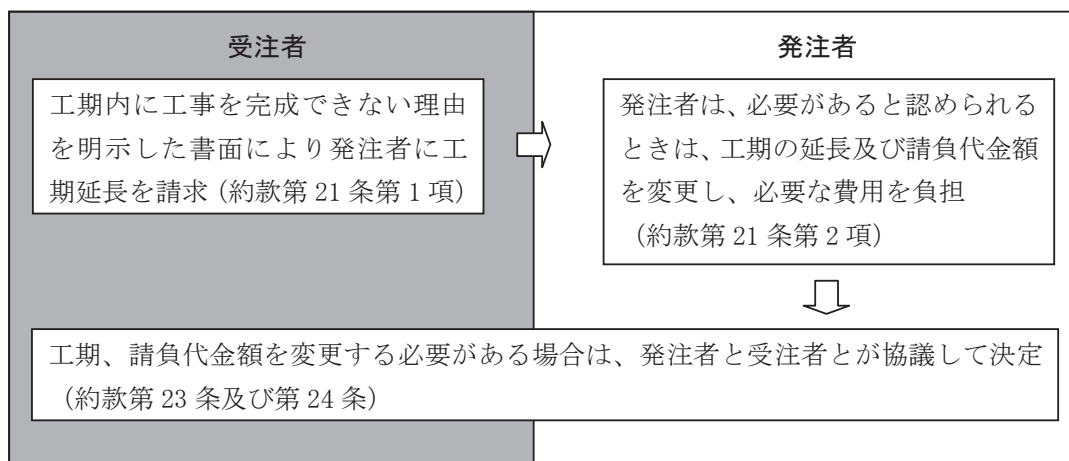 受注者
工期内に工事を完成できない理由
を明示した書面により発注者に工
期延長を請求（約款第 21 条第 1 項）
発注者
発注者は、必要があると認められる
ときは、工期の延長及び請負代金額
を変更し、必要な費用を負担
（約款第 21 条第 2 項）
工期、請負代金額を変更する必要がある場合は、発注者と受注者とが協議して決定
（約款第 23 条及び第 24 条）